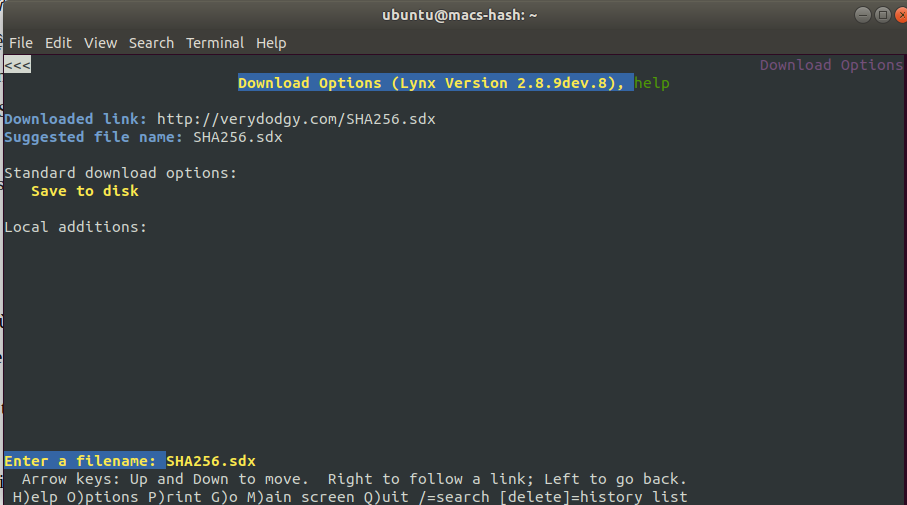 ubuntu@macs-hash: ~
File Edit View Search Terminal Help
<<< Download Options
Download Options (Lynx Version 2.8.9dev.8), help
Downloaded link: http://verydodgy.com/SHA256.sdx
Suggested file name: SHA256.sdx
Standard download options:
Save to disk
Local additions:
Enter a filename: SHA256.sdx
Arrow keys: Up and Down to move. Right to follow a link; Left to go back.
H)elp O)ptions P)rint G)o M)ain screen Q)uit /=search [delete]=history list